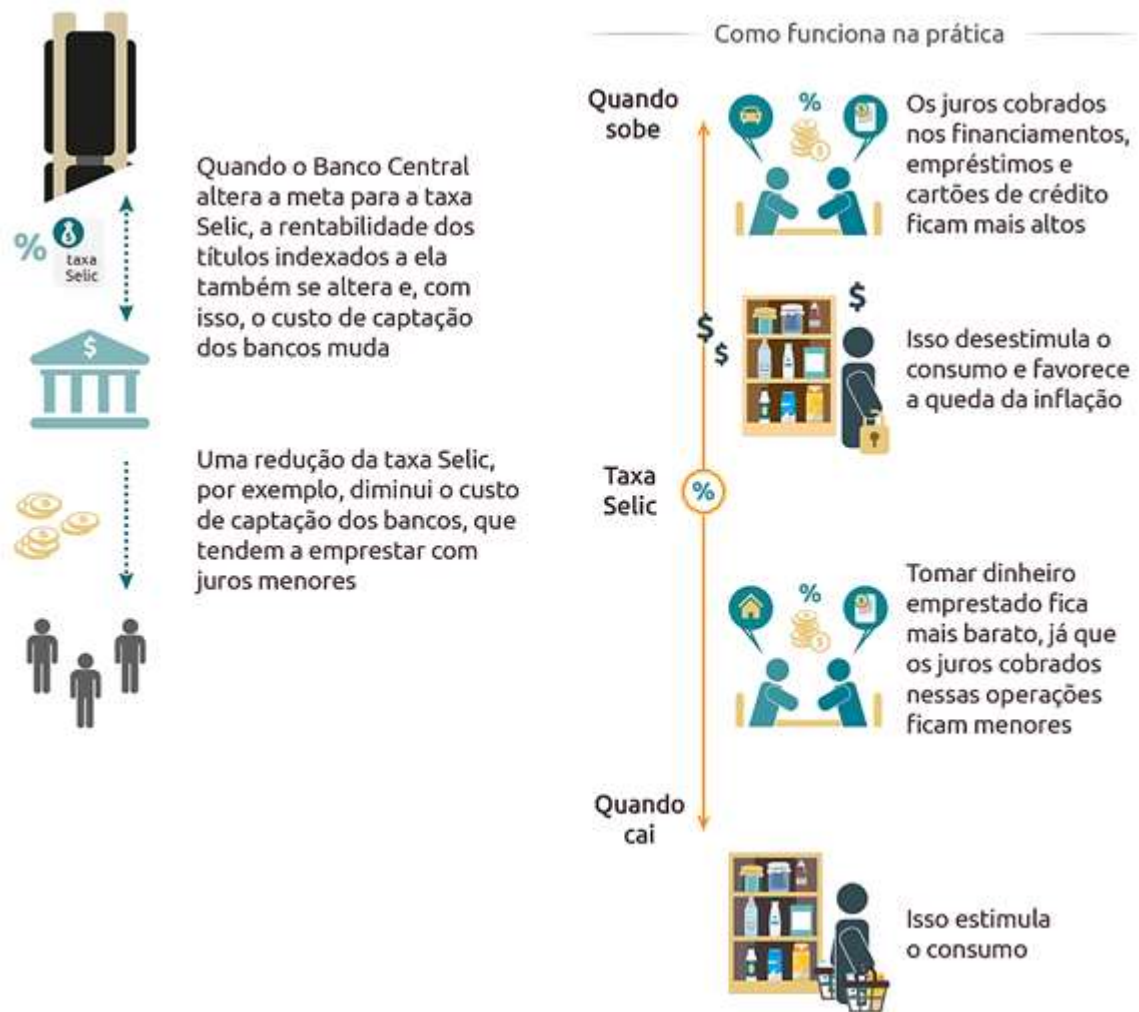 Quando o Banco Central
altera a meta para a taxa
Selic, a rentabilidade dos
títulos indexados a ela
também se altera e, com
isso, o custo de captação
dos bancos muda
%
taxa
Selic
$
Uma redução da taxa Selic,
por exemplo, diminui o custo
de captação dos bancos, que
tendem a emprestar com
juros menores
Como funciona na prática
Quando
sobe
%
Os juros cobrados
nos financiamentos,
empréstimos e
cartões de crédito
ficam mais altos
$
$
$
Isso desestimula o
consumo e favorece
a queda da inflação
Taxa
Selic
%
%
Tomar dinheiro
emprestado fica
mais barato, já que
os juros cobrados
nessas operações
ficam menores
Quando
cai
Isso estimula
o consumo